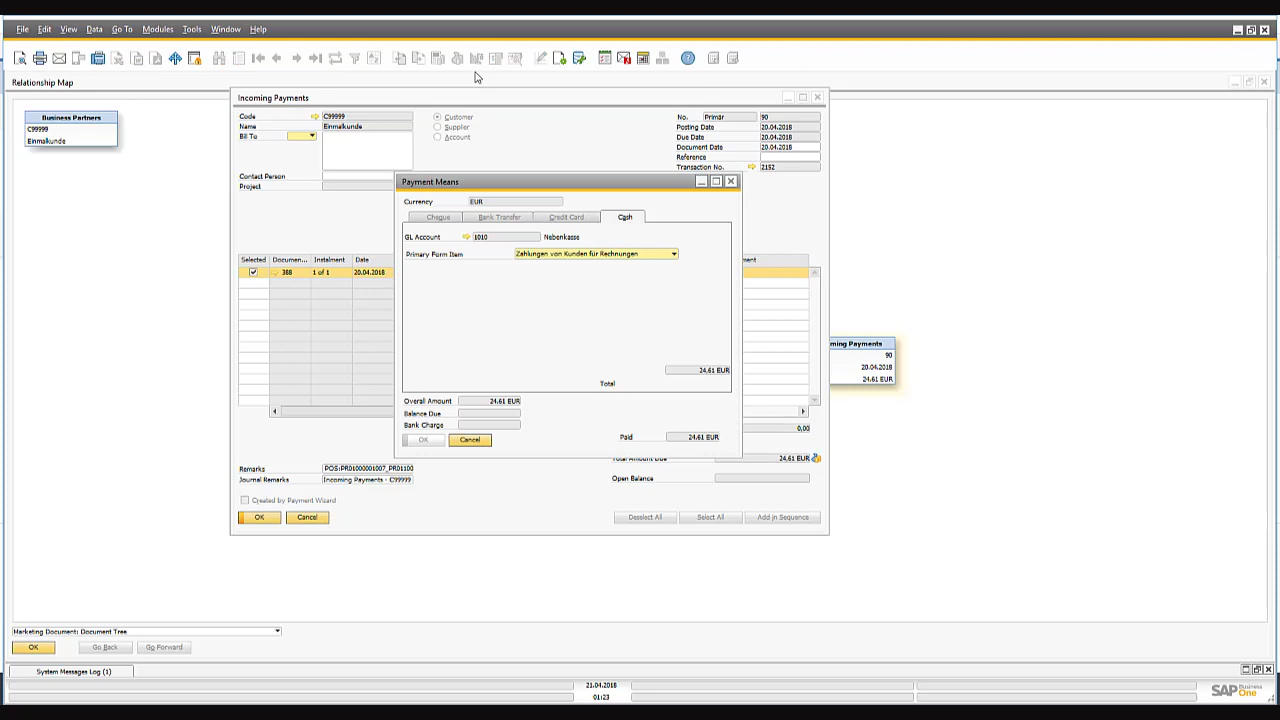 File Edit View Data Go To Modules Tools Window Help
Relationship Map
Business Partners
C99999
Einmalkunde
Incoming Payments
Code C99999
Name Einmalkunde
Bill To
Contact Person
Project
Customer
Supplier
Account
No. Primär 90
Posting Date 20.04.2018
Due Date 20.04.2018
Document Date 20.04.2018
Reference
Transaction No. 2152
Payment Means
Currency EUR
Cheque Bank Transfer Credit Card Cash
GL Account 1010 Nebenkasse
Primary Form Item Zahlungen von Kunden für Rechnungen
24,61 EUR
Total
Overall Amount 24.61 EUR
Balance Due
Bank Charge
OK Cancel
Paid 24.61 EUR
Selected Documen... Instalment Date ment
388 1 of 1 20.04.2018
0,00
Total Amount Due 24,61 EUR
Open Balance
ming Payments
90
20.04.2018
24.61 EUR
Remarks POS:PR01000001007_PR01100
Journal Remarks Incoming Payments - C99999
Created by Payment Wizard
OK Cancel Deselect All Select All Add in Sequence
Marketing Document: Document Tree
OK Go Back Go Forward
System Messages Log (1)
21.04.2018
01:23
SAP Business One